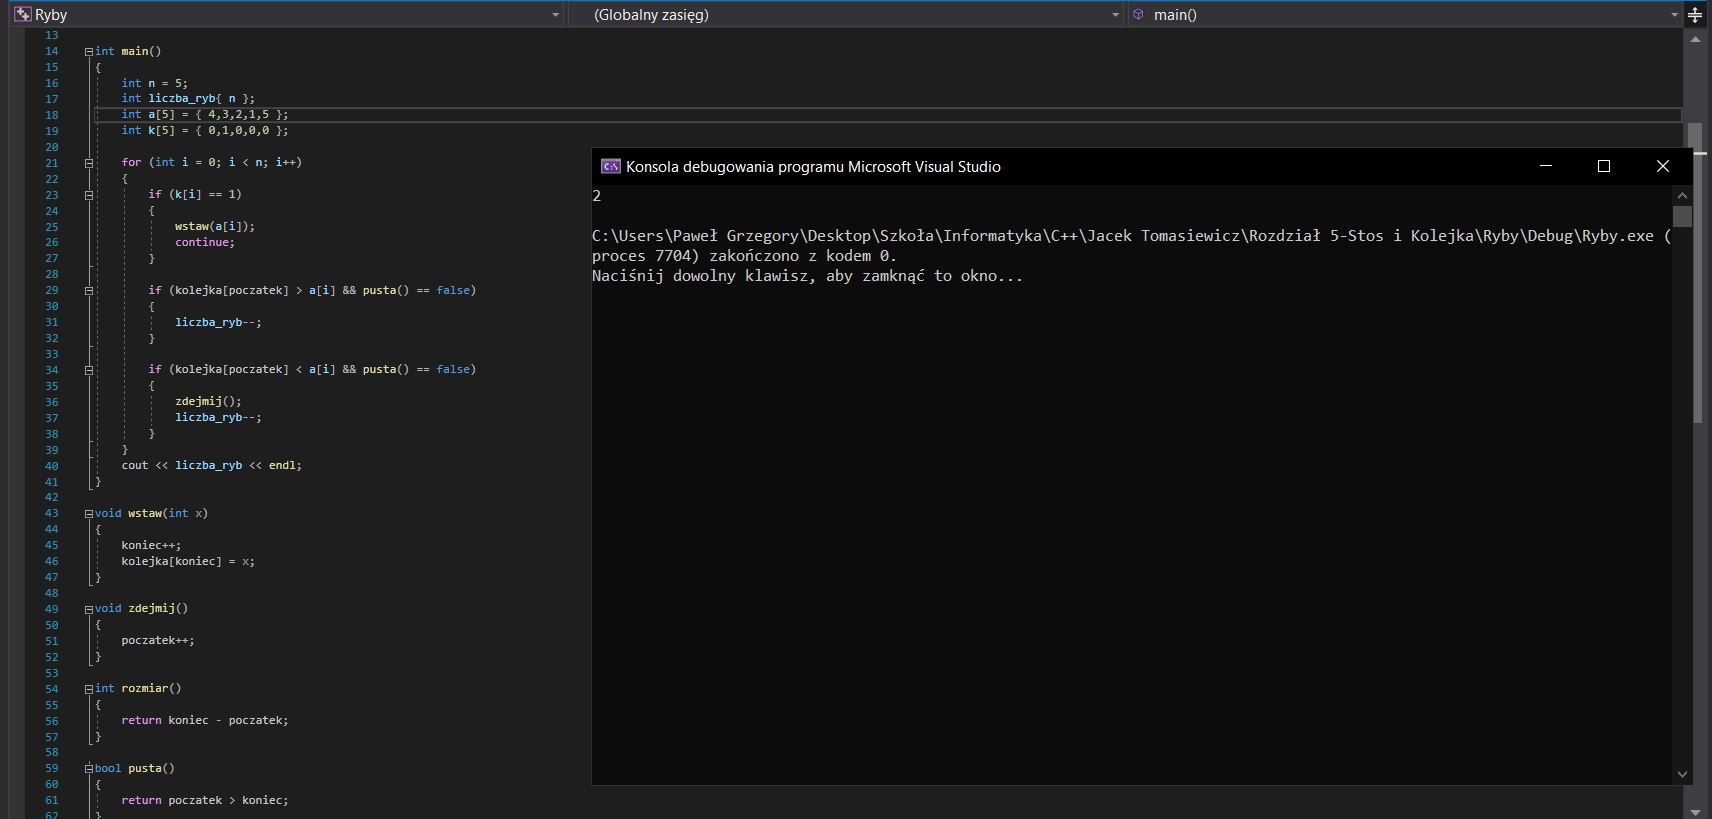 Ryby (Globalny zasięg) main()
13
14 int main()
15 {
16 int n = 5;
17 int liczba_ryb{ n };
18 int a[5] = { 4,3,2,1,5 };
19 int k[5] = { 0,1,0,0,0 };
20
21 for (int i = 0; i < n; i++)
22 {
23 if (k[i] == 1)
24 {
25 wstaw(a[i]);
26 continue;
27 }
28
29 if (kolejka[poczatek] > a[i] && pusta() == false)
30 {
31 liczba_ryb--;
32 }
33
34 if (kolejka[poczatek] < a[i] && pusta() == false)
35 {
36 zdejmij();
37 liczba_ryb--;
38 }
39 }
40 cout << liczba_ryb << endl;
41 }
42
43 void wstaw(int x)
44 {
45 koniec++;
46 kolejka[koniec] = x;
47 }
48
49 void zdejmij()
50 {
51 poczatek++;
52 }
53
54 int rozmiar()
55 {
56 return koniec - poczatek;
57 }
58
59 bool pusta()
60 {
61 return poczatek > koniec;
62 }
C:\ Konsola debugowania programu Microsoft Visual Studio
2
C:\Users\Paweł Grzegory\Desktop\Szkoła\Informatyka\C++\Jacek Tomasiewicz\Rozdział 5-Stos i Kolejka\Ryby\Debug\Ryby.exe (
proces 7704) zakończono z kodem 0.
Naciśnij dowolny klawisz, aby zamknąć to okno...